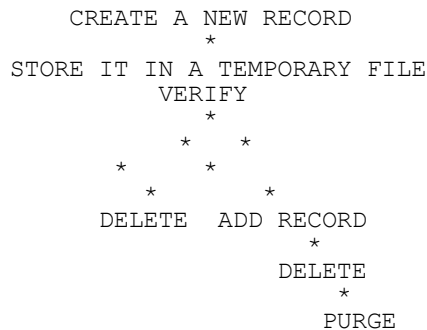 CREATE A NEW RECORD
*
STORE IT IN A TEMPORARY FILE
VERIFY
*
* *
* *
* *
DELETE ADD RECORD
*
DELETE
*
PURGE